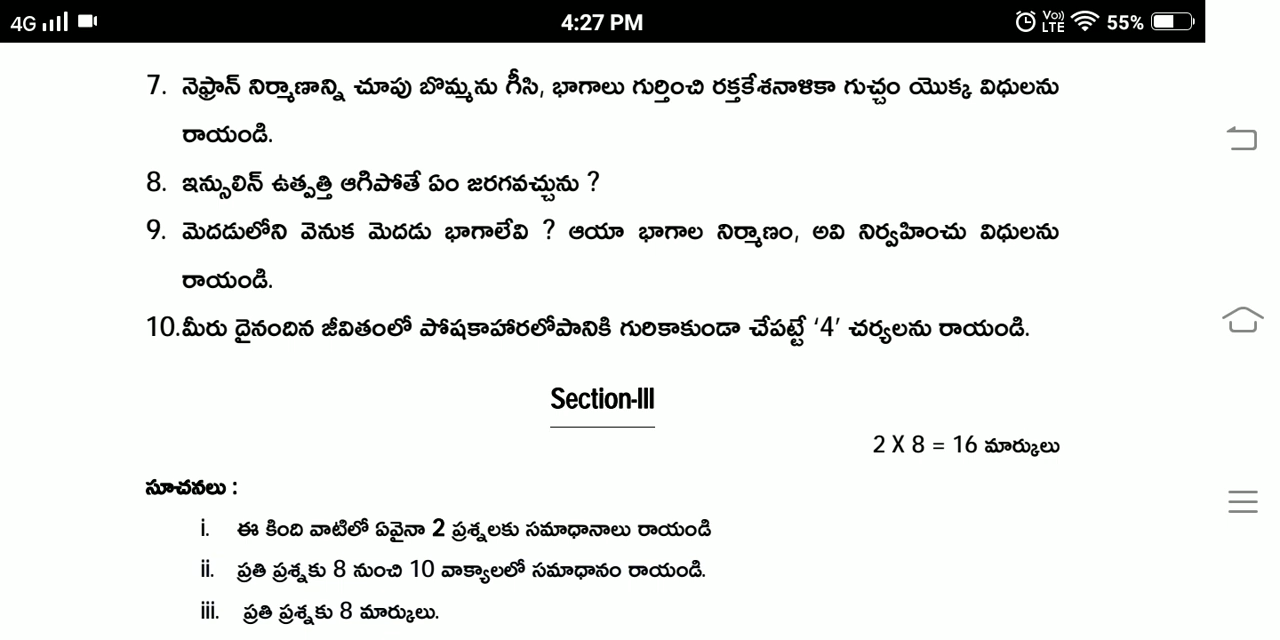 4G 4:27 PM Vo) LTE 55%
7. నెఫ్రాన్ నిర్మాణాన్ని చూపు బొమ్మను గీసి, భాగాలు గుర్తించి రక్తకేశనాళికా గుచ్ఛం యొక్క విధులను
రాయండి.
8. ఇన్సులిన్ ఉత్పత్తి ఆగిపోతే ఏం జరగవచ్చును ?
9. మెదడులోని వెనుక మెదడు భాగాలేవి ? ఆయా భాగాల నిర్మాణం, అవి నిర్వహించు విధులను
రాయండి.
10.మీరు దైనందిన జీవితంలో పోషకాహారలోపానికి గురికాకుండా చేపట్టే ‘4’ చర్యలను రాయండి.
Section-III
2 X 8 = 16 మార్కులు
సూచనలు :
i. ఈ కింది వాటిలో ఏవైనా 2 ప్రశ్నలకు సమాధానాలు రాయండి
ii. ప్రతి ప్రశ్నకు 8 నుంచి 10 వాక్యాలలో సమాధానం రాయండి.
iii. ప్రతి ప్రశ్నకు 8 మార్కులు.